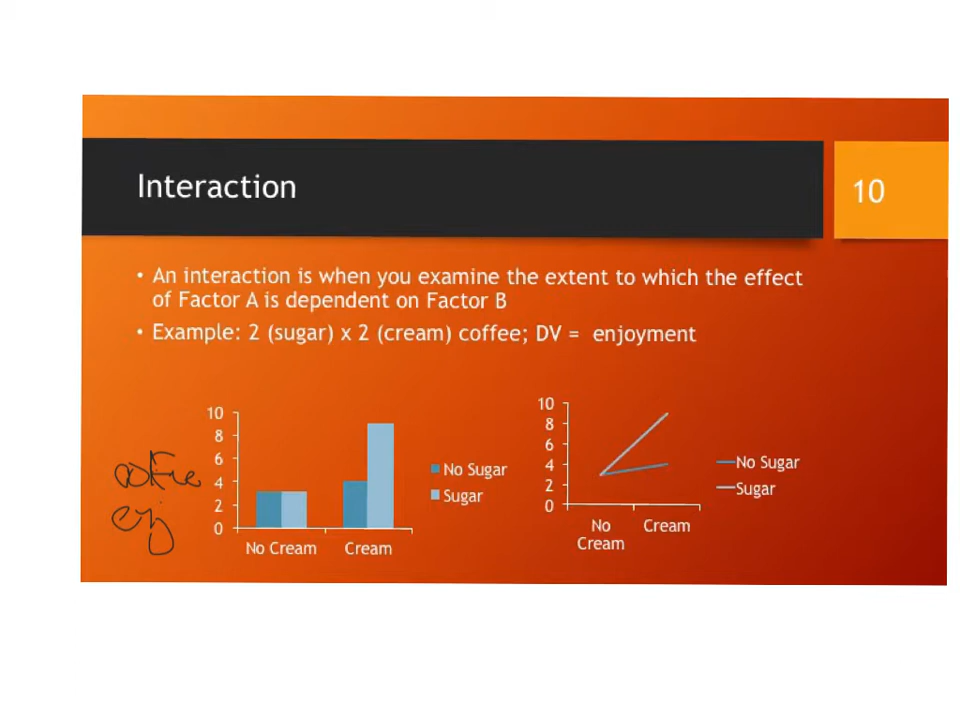 Interaction
10
• An interaction is when you examine the extent to which the effect
of Factor A is dependent on Factor B
• Example: 2 (sugar) x 2 (cream) coffee; DV = enjoyment
10
8
6
4
2
0
No Cream Cream
No Sugar
Sugar
10
8
6
4
2
0
No
Cream
Cream
No Sugar
Sugar